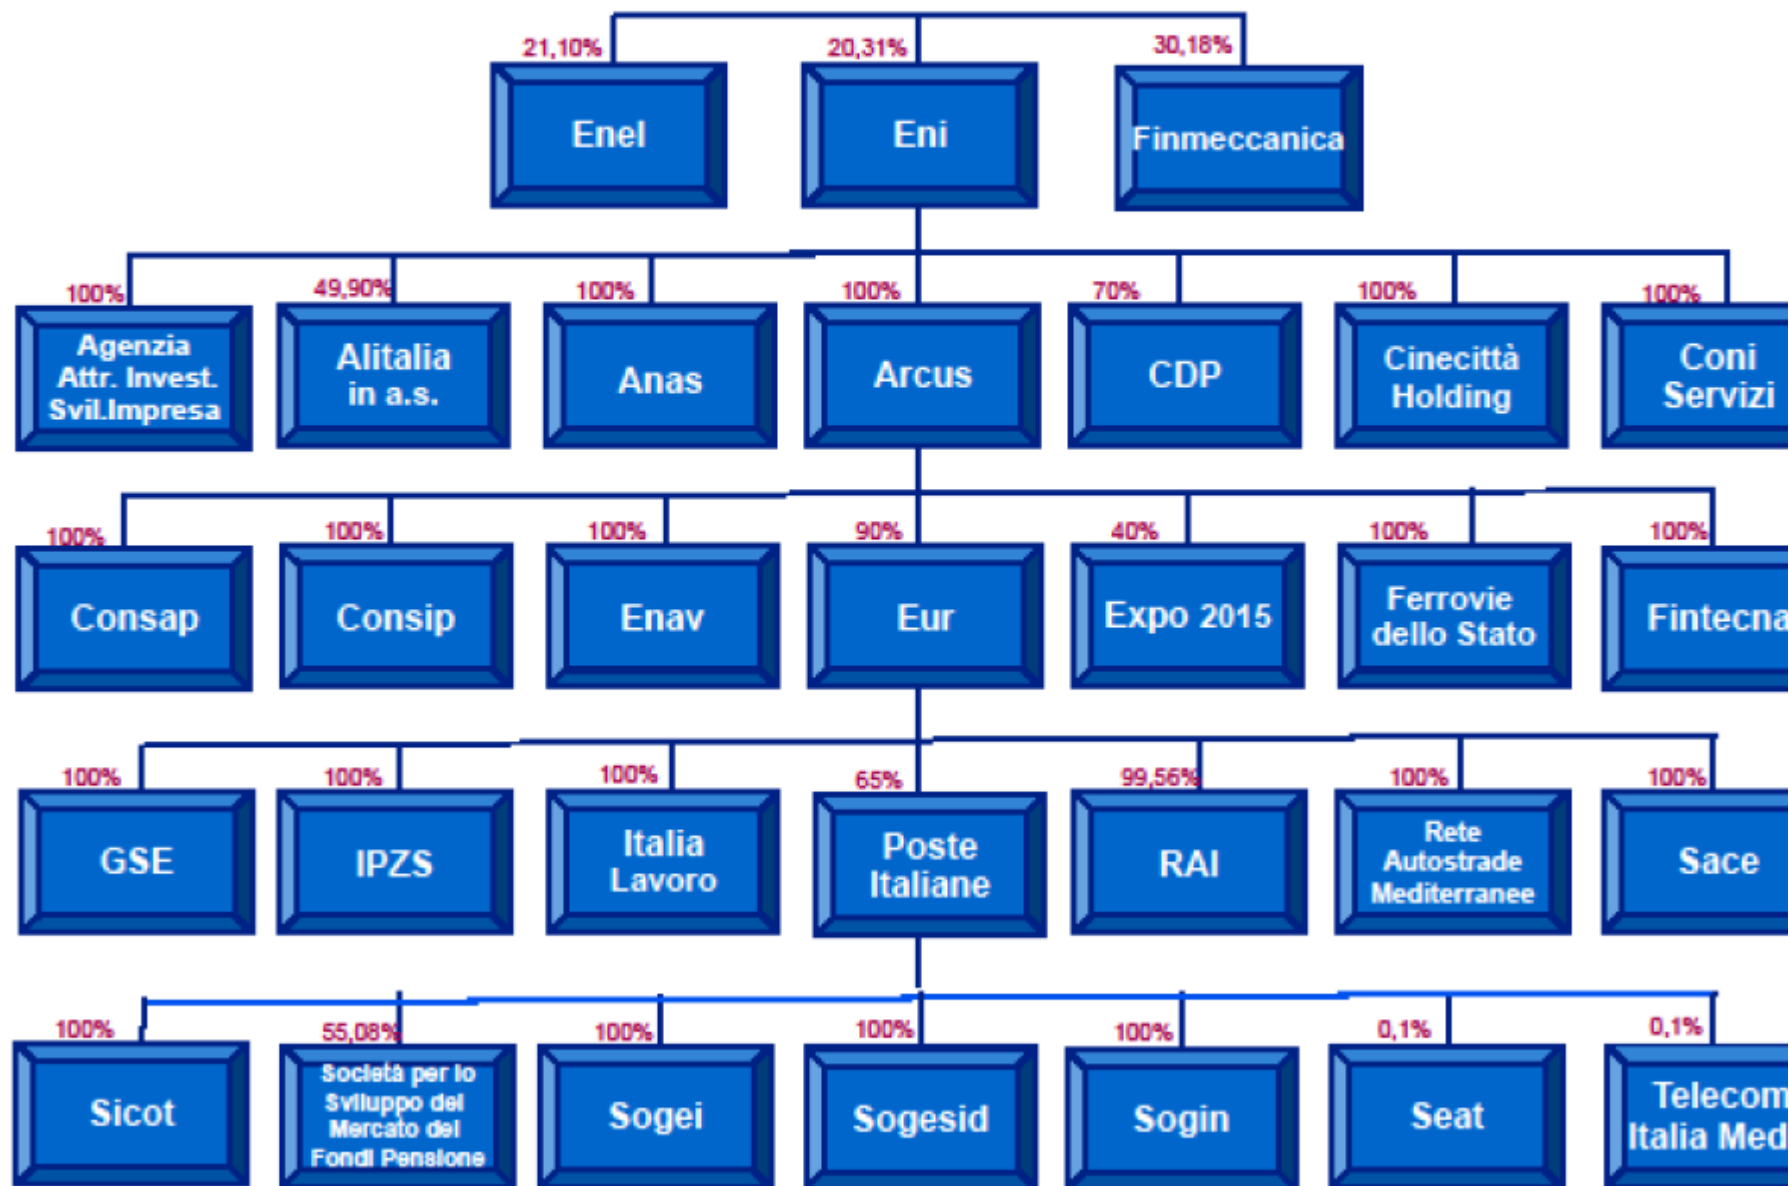 21,10% 20,31% 30,18%
Enel Eni Finmeccanica
100% 49,90% 100% 100% 70% 100% 100%
Agenzia
Attr. Invest.
Svil.Impresa
Alitalia
in a.s.
Anas
Arcus
CDP
Cinecittà
Holding
Coni
Servizi
100% 100% 100% 90% 40% 100% 100%
Consap
Consip
Enav
Eur
Expo 2015
Ferrovie
dello Stato
Fintecna
100% 100% 100% 65% 99,56% 100% 100%
GSE
IPZS
Italia
Lavoro
Poste
Italiane
RAI
Rete
Autostrade
Mediterranee
Sace
100% 55,08% 100% 100% 100% 0,1% 0,1%
Sicot
Società per lo
Sviluppo del
Mercato dei
Fondi Pensione
Sogei
Sogesid
Sogin
Seat
Telecom
Italia Med